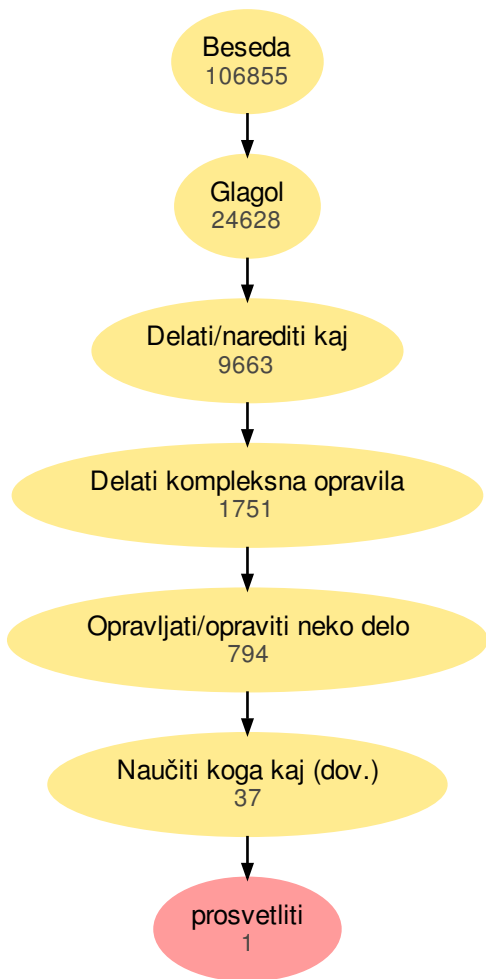 Beseda
106855
Glagol
24628
Delati/narediti kaj
9663
Delati kompleksna opravila
1751
Opravljati/opraviti neko delo
794
Naučiti koga kaj (dov.)
37
prosvetliti
1